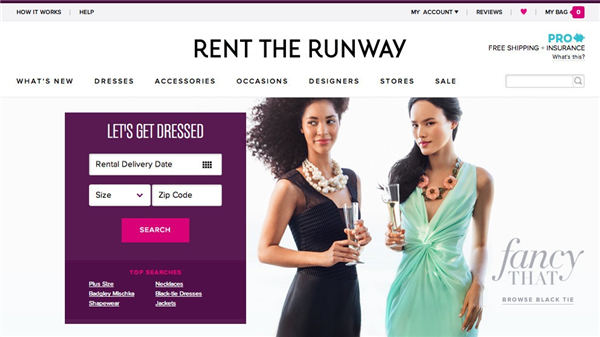 HOW IT WORKS | HELP
MY ACCOUNT | REVIEWS | MY BAG 0
RENT THE RUNWAY
PRO
FREE SHIPPING + INSURANCE
What's this?
WHAT'S NEW DRESSES ACCESSORIES OCCASIONS DESIGNERS STORES SALE
LET'S GET DRESSED
Rental Delivery Date
Size Zip Code
SEARCH
TOP SEARCHES
Plus Size Necklaces
Badgley Mischka Black-tie Dresses
Shapewear Jackets
fancy
THAT
BROWSE BLACK TIE